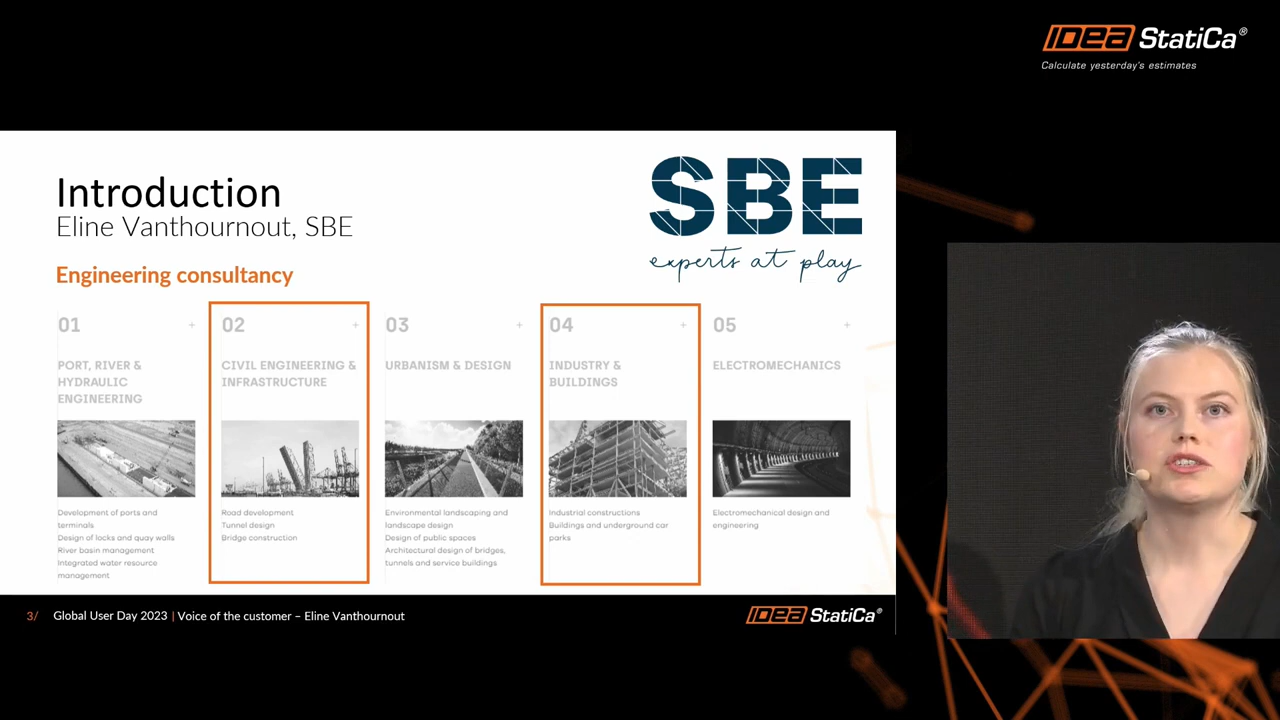 IDEA StatiCa®
Calculate yesterday's estimates
SBE
experts at play
Introduction
Eline Vanthournout, SBE
Engineering consultancy
01 +
PORT, RIVER &
HYDRAULIC
ENGINEERING
Development of ports and
terminals
Design of locks and quay walls
River basin management
Integrated water resource
management
02 +
CIVIL ENGINEERING &
INFRASTRUCTURE
Road development
Tunnel design
Bridge construction
03 +
URBANISM & DESIGN
Environmental landscaping and
landscape design
Design of public spaces
Architectural design of bridges,
tunnels and service buildings
04 +
INDUSTRY &
BUILDINGS
Industrial constructions
Buildings and underground car
parks
05 +
ELECTROMECHANICS
Electromechanical design and
engineering
3/ Global User Day 2023 | Voice of the customer – Eline Vanthournout
IDEA StatiCa®